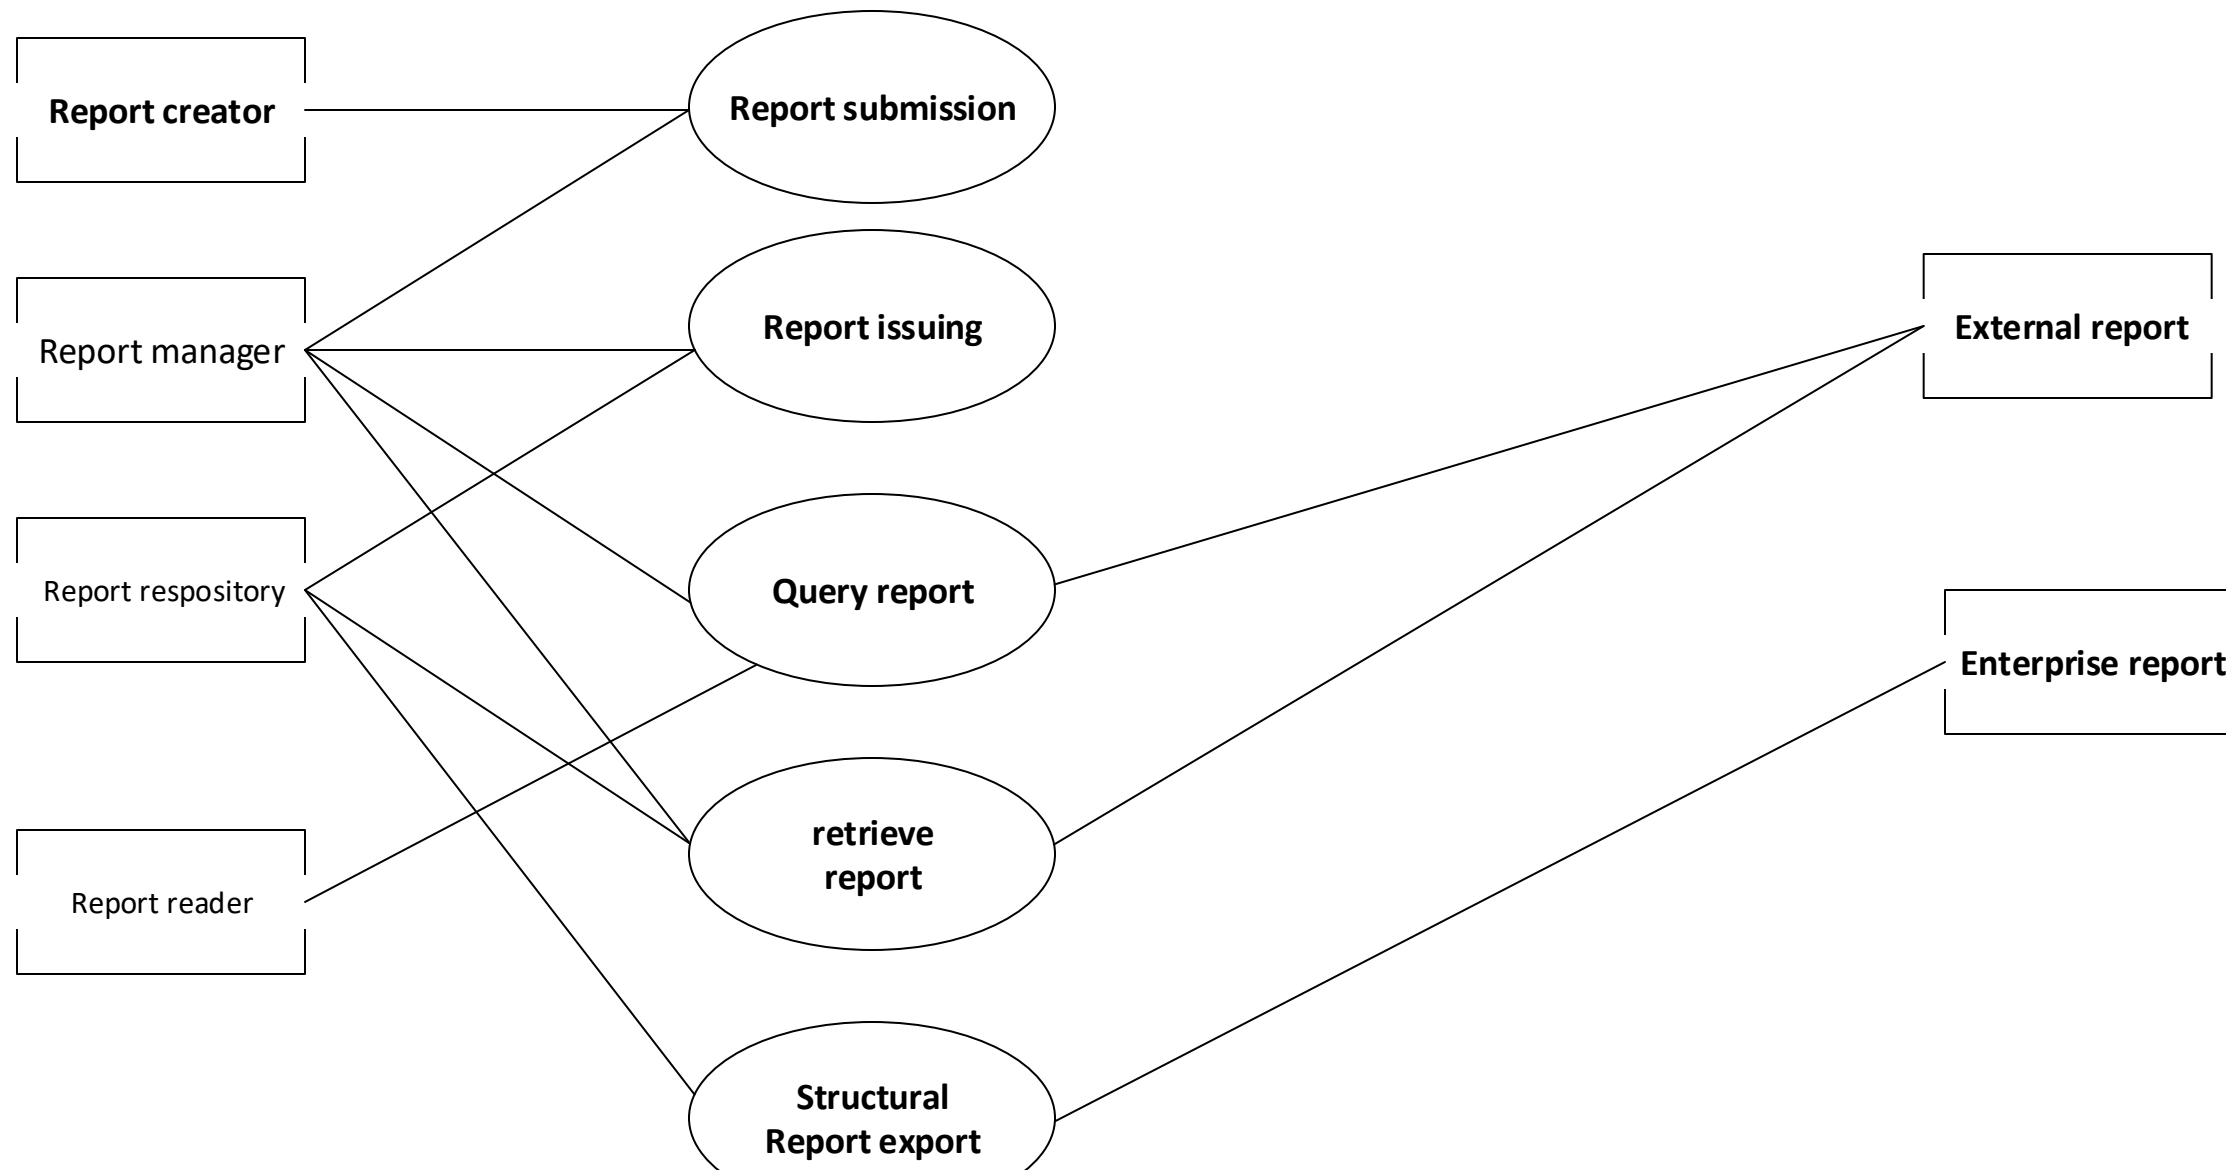 Report creator
Report submission
Report manager
Report issuing
External report
Report respository
Query report
Enterprise report
Report reader
retrieve
report
Structural
Report export